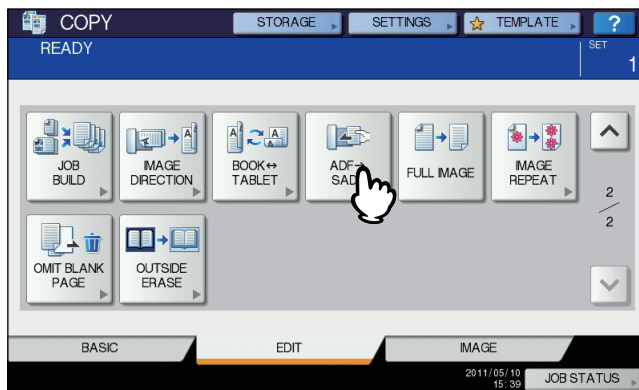 COPY
STORAGE
SETTINGS
TEMPLATE
?
READY
SET
1
JOB
BUILD
IMAGE
DIRECTION
BOOK↔
TABLET
ADF→
SAD
FULL IMAGE
IMAGE
REPEAT
2
2
OMIT BLANK
PAGE
OUTSIDE
ERASE
BASIC
EDIT
IMAGE
2011/05/10
15:39
JOB STATUS